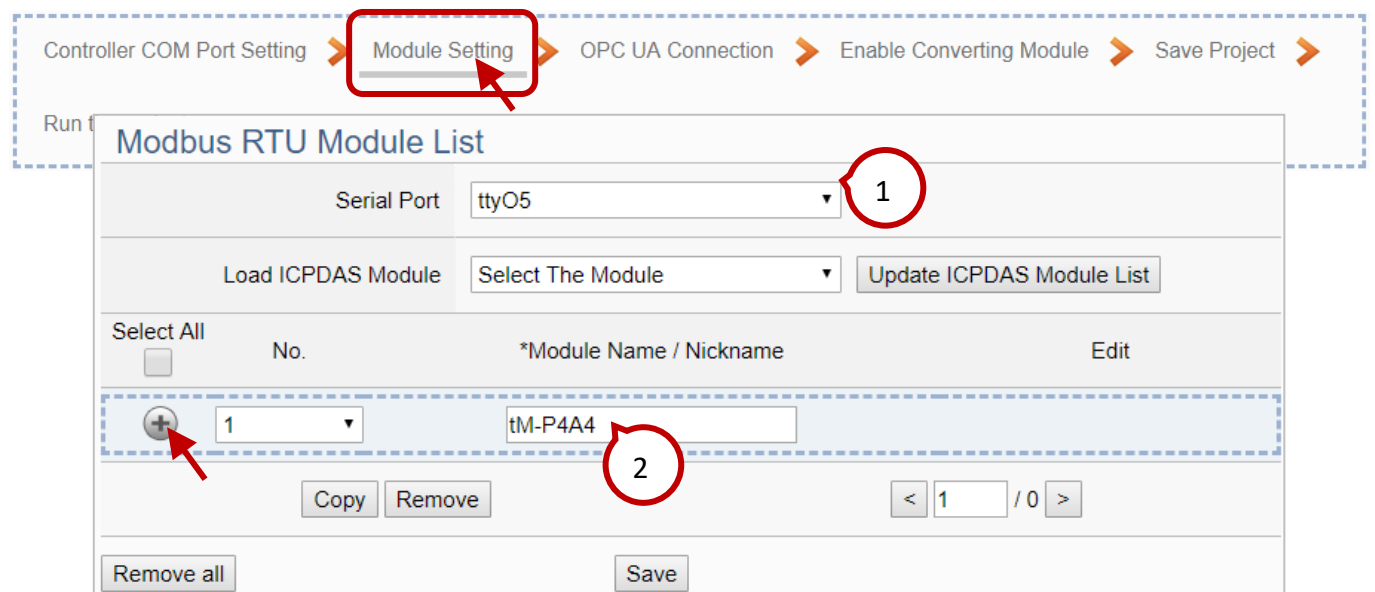 Controller COM Port Setting Module Setting OPC UA Connection Enable Converting Module Save Project
Run t
Modbus RTU Module List
Serial Port ttyO5 1
Load ICPDAS Module Select The Module Update ICPDAS Module List
Select All
No. *Module Name / Nickname Edit
1 tM-P4A4
2
Copy Remove < 1 / 0 >
Remove all Save